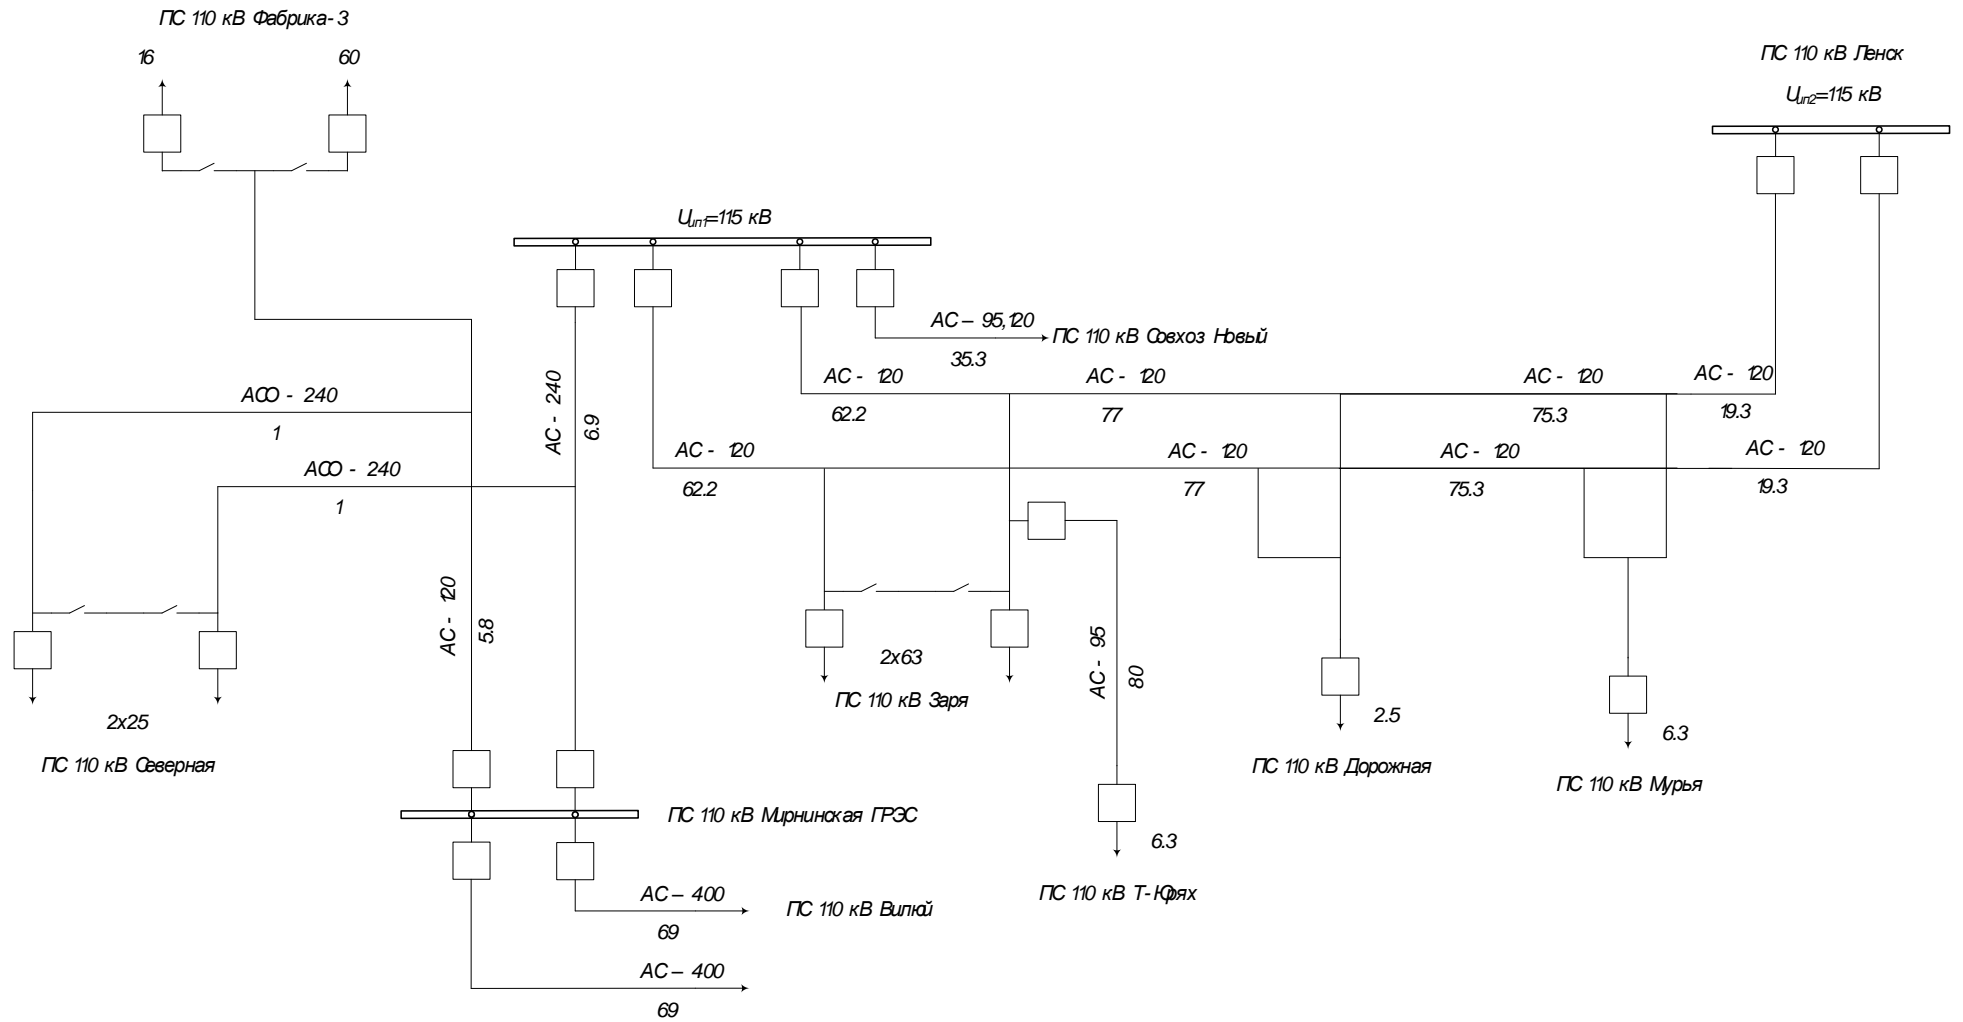 ПС 110 кВ Фабрика-3
16
60
ПС 110 кВ Ленск
Uип2=115 кВ
Uип1=115 кВ
АС – 95,120
35.3
ПС 110 кВ Совхоз Новый
АС - 120
62.2
АС - 120
77
АС - 120
75.3
АС - 120
19.3
АСО - 240
1
АС - 240
6.9
АС - 120
62.2
АС - 120
77
АС - 120
75.3
АС - 120
19.3
АСО - 240
1
АС - 120
5.8
2х63
ПС 110 кВ Заря
АС - 95
80
2х25
ПС 110 кВ Северная
2.5
ПС 110 кВ Дорожная
6.3
ПС 110 кВ Мурья
ПС 110 кВ Мирнинская ГРЭС
6.3
ПС 110 кВ Т-Юрях
АС – 400
69
ПС 110 кВ Вилюй
АС – 400
69